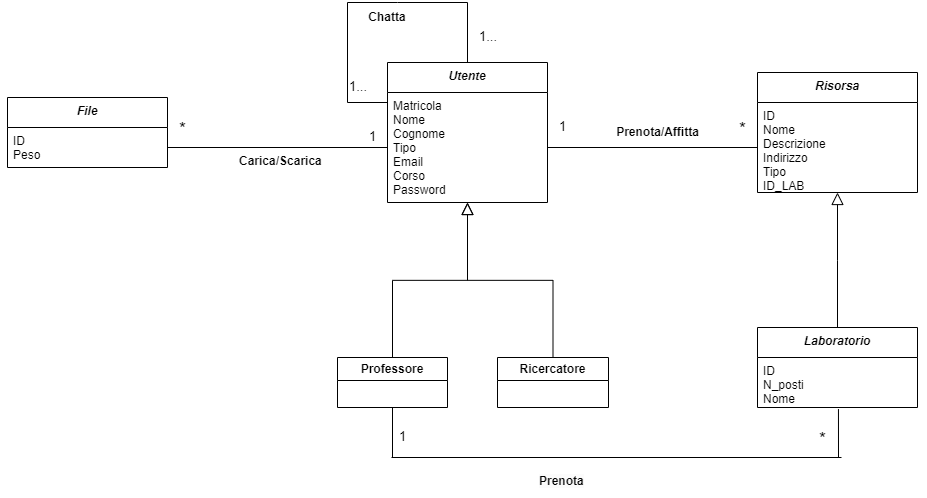 Chatta
1...
1...
Utente
Matricola
Nome
Cognome
Tipo
Email
Corso
Password
File
ID
Peso
*
1
Carica/Scarica
1
*
Prenota/Affitta
Risorsa
ID
Nome
Descrizione
Indirizzo
Tipo
ID_LAB
Professore
Ricercatore
Laboratorio
ID
N_posti
Nome
1
*
Prenota